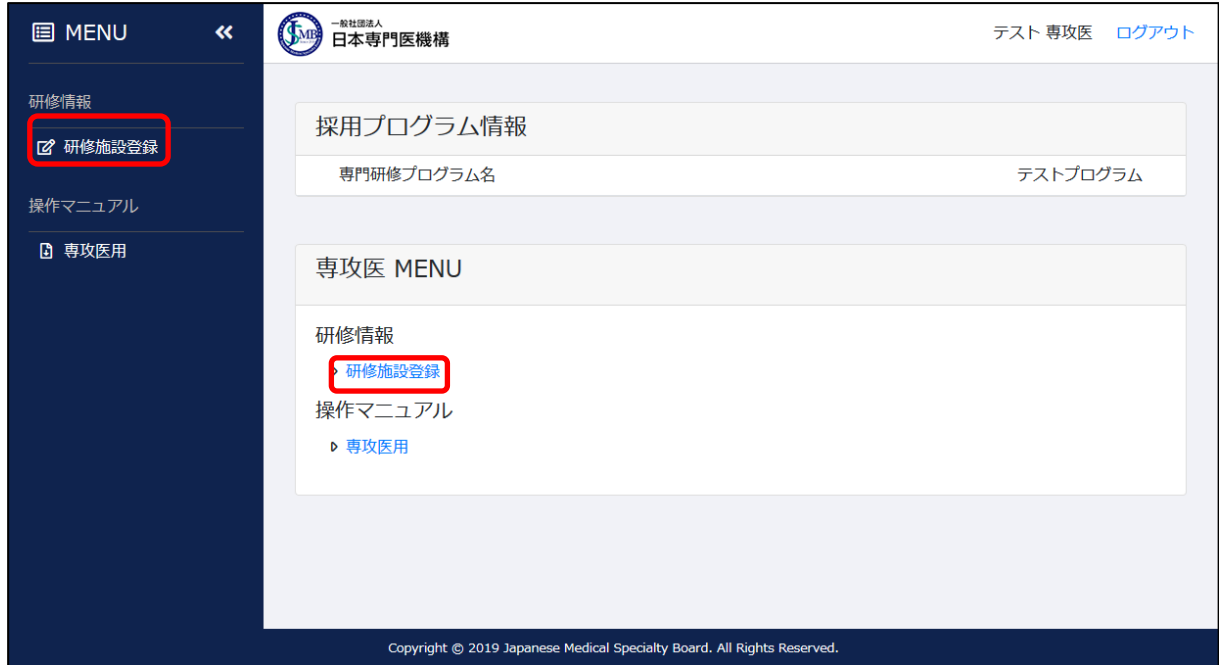 MENU
研修情報
研修施設登録
操作マニュアル
専攻医用
JSMB
一般社団法人
日本専門医機構
テスト 専攻医 ログアウト
採用プログラム情報
専門研修プログラム名 テストプログラム
専攻医 MENU
研修情報
研修施設登録
操作マニュアル
専攻医用
Copyright © 2019 Japanese Medical Specialty Board. All Rights Reserved.